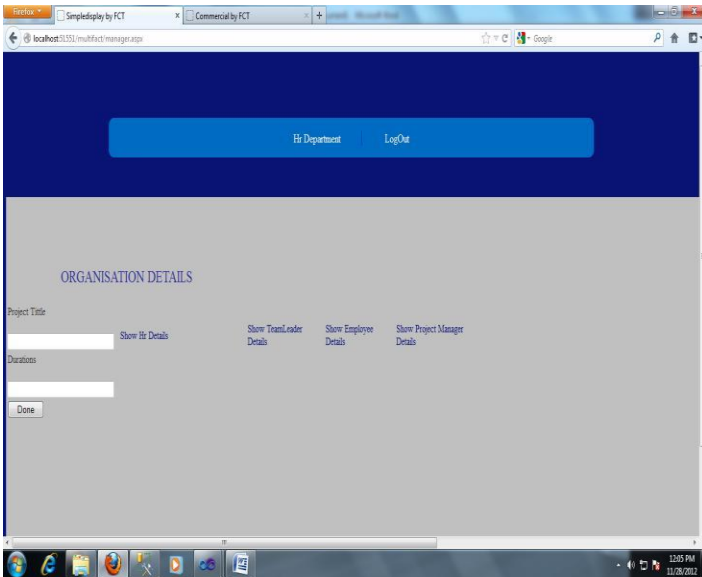 Firefox
Simpledisplay by FCT
Commercial by FCT
localhost:51551/multifact/manager.aspx
Google
Hr Department
LogOut
ORGANISATION DETAILS
Project Tittle
Show Hr Details
Show TeamLeader Details
Show Employee Details
Show Project Manager Details
Durations
Done
12:05 PM
11/28/2012